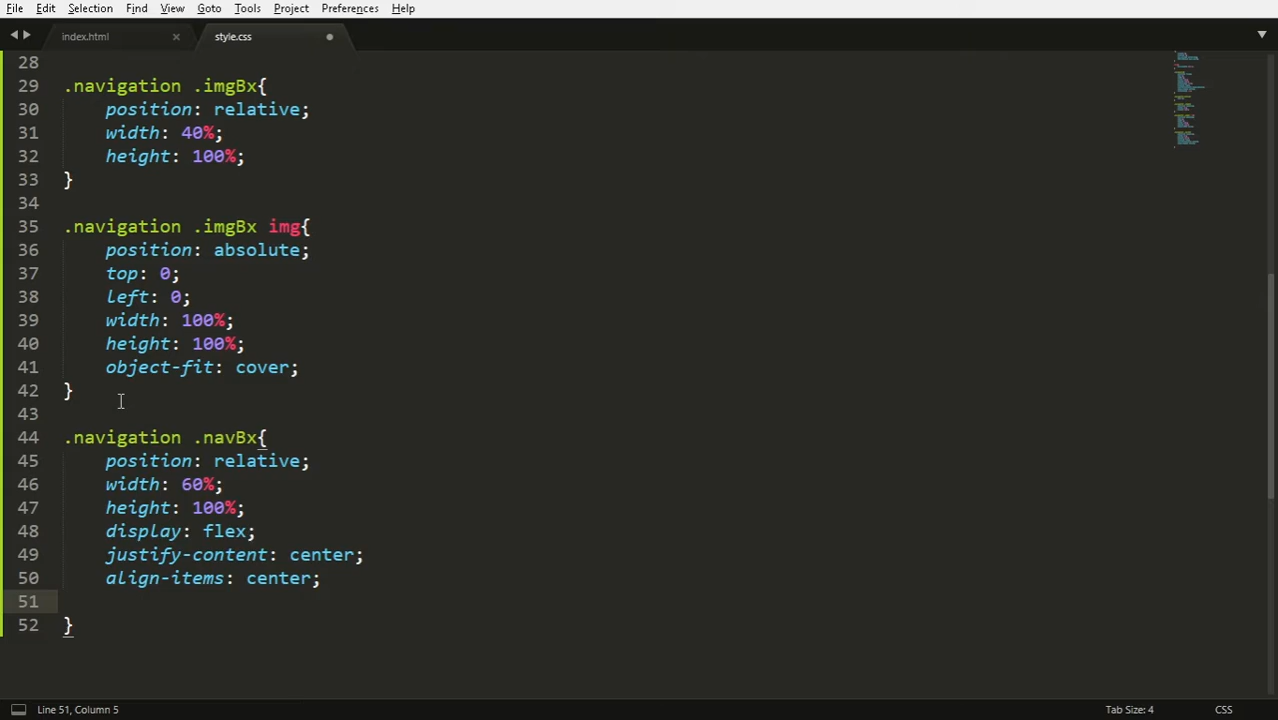 File Edit Selection Find View Goto Tools Project Preferences Help
index.html × style.css
28
29 .navigation .imgBx{
30 position: relative;
31 width: 40%;
32 height: 100%;
33 }
34
35 .navigation .imgBx img{
36 position: absolute;
37 top: 0;
38 left: 0;
39 width: 100%;
40 height: 100%;
41 object-fit: cover;
42 }
43
44 .navigation .navBx{
45 position: relative;
46 width: 60%;
47 height: 100%;
48 display: flex;
49 justify-content: center;
50 align-items: center;
51
52 }
Line 51, Column 5 Tab Size: 4 CSS